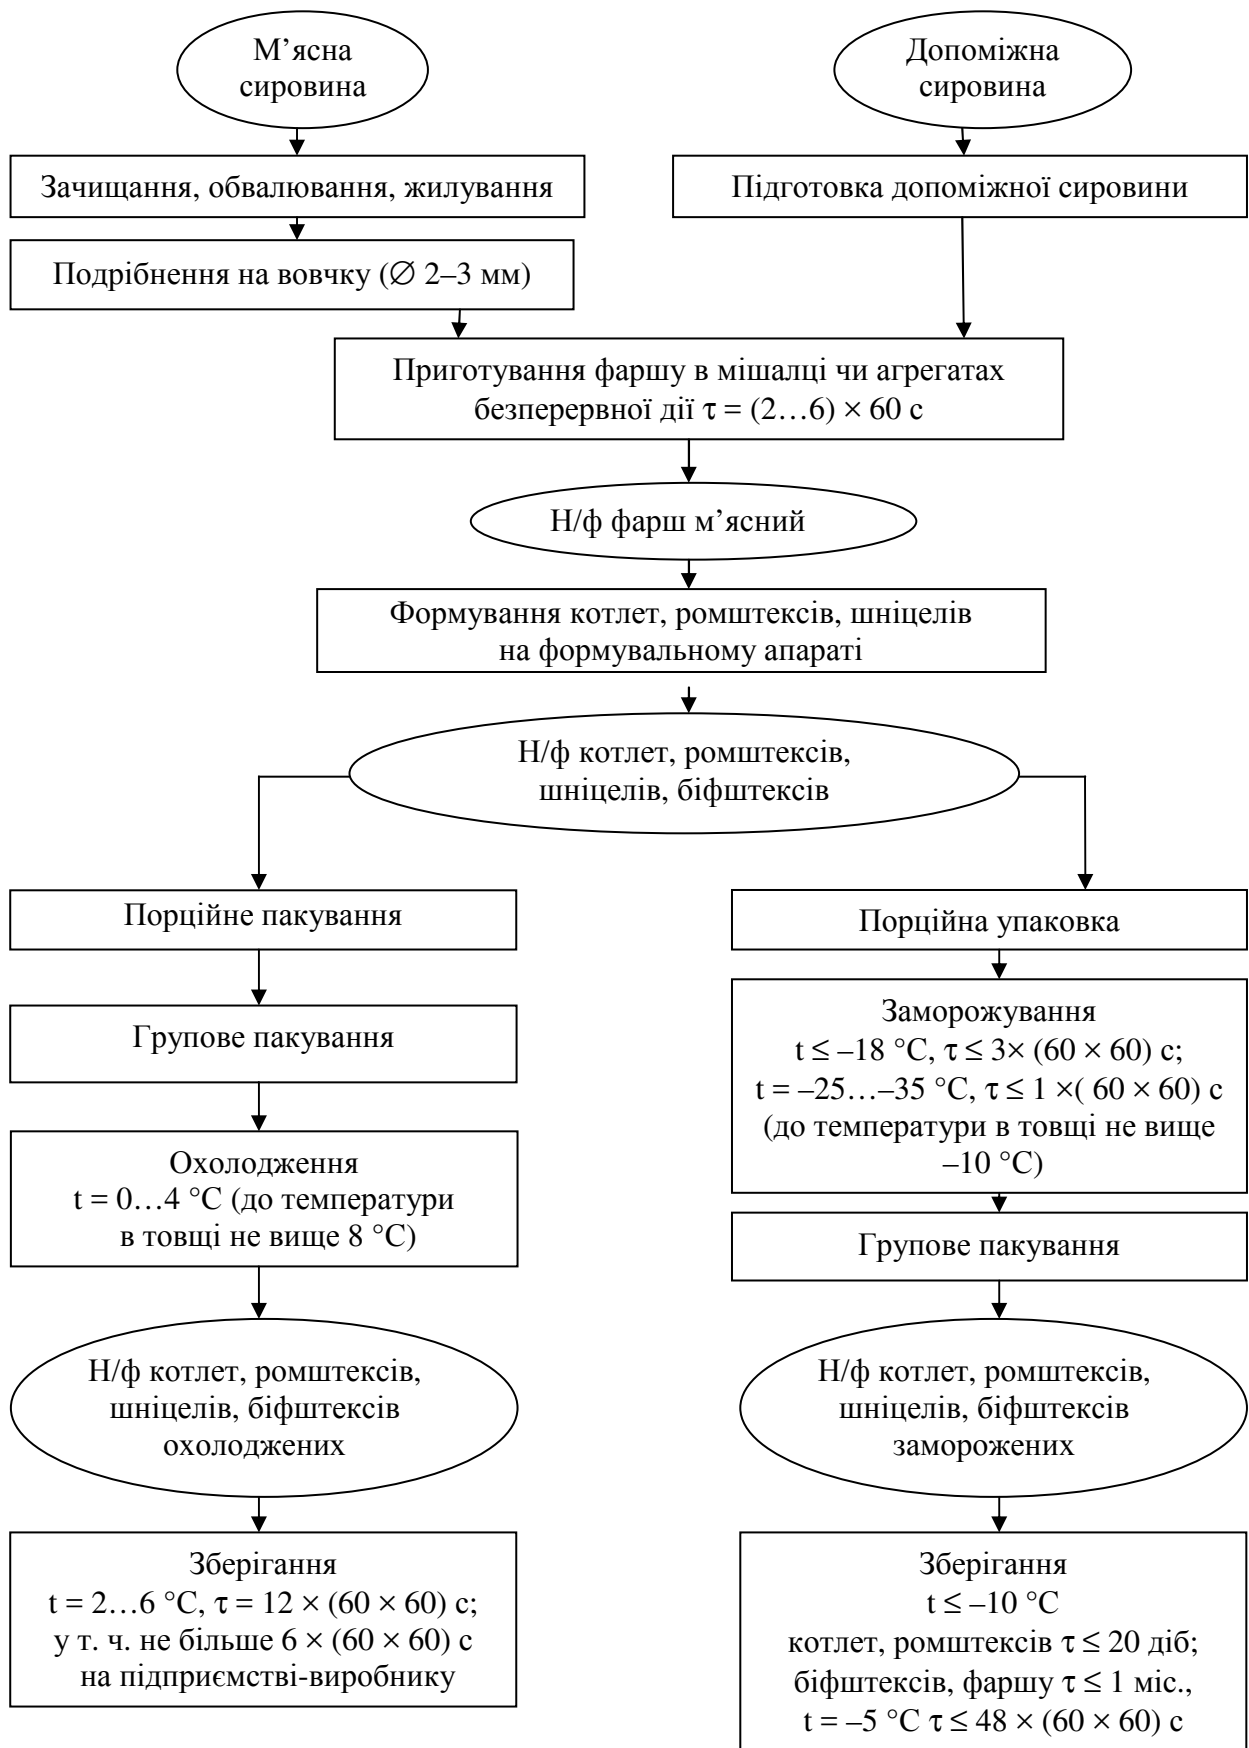 М’ясна
сировина
Допоміжна
сировина
Зачищання, обвалювання, жилування
Підготовка допоміжної сировини
Подрібнення на вовчку (∅ 2–3 мм)
Приготування фаршу в мішалці чи агрегатах
безперервної дії τ = (2…6) × 60 с
Н/ф фарш м’ясний
Формування котлет, ромштексів, шніцелів
на формувальному апараті
Н/ф котлет, ромштексів,
шніцелів, біфштексів
Порційне пакування
Групове пакування
Охолодження
t = 0…4 °С (до температури
в товщі не вище 8 °С)
Н/ф котлет, ромштексів,
шніцелів, біфштексів
охолоджених
Зберігання
t = 2…6 °С, τ = 12 × (60 × 60) с;
у т. ч. не більше 6 × (60 × 60) с
на підприємстві-виробнику
Порційна упаковка
Заморожування
t ≤ –18 °С, τ ≤ 3× (60 × 60) с;
t = –25…–35 °С, τ ≤ 1 ×( 60 × 60) с
(до температури в товщі не вище
–10 °С)
Групове пакування
Н/ф котлет, ромштексів,
шніцелів, біфштексів
заморожених
Зберігання
t ≤ –10 °С
котлет, ромштексів τ ≤ 20 діб;
біфштексів, фаршу τ ≤ 1 міс.,
t = –5 °С τ ≤ 48 × (60 × 60) с